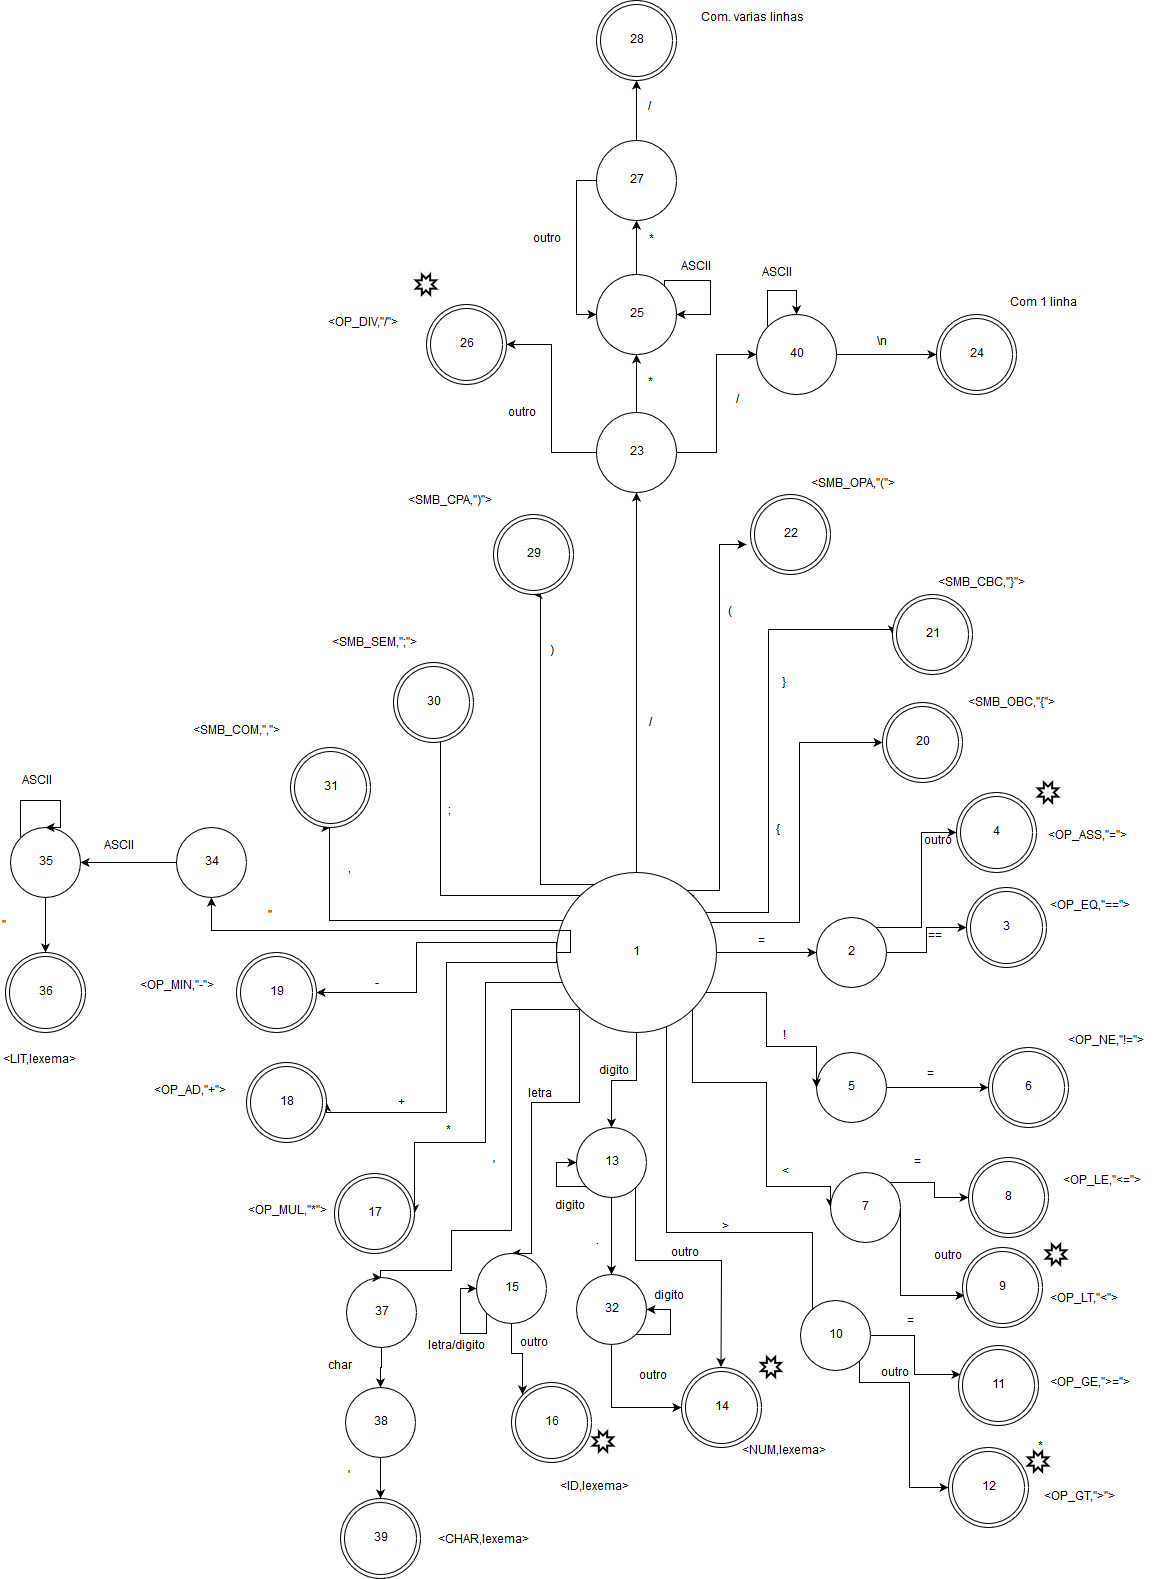 Com. varias linhas
28
/
27
outro
*
ASCII
ASCII
Com 1 linha
<OP_DIV,"/">
25
26
40
\n
24
*
/
outro
23
<SMB_OPA,"(">
<SMB_CPA,")">
22
29
<SMB_CBC,"}">
(
21
<SMB_SEM,";">
)
}
30
<SMB_OBC,"{">
/
<SMB_COM,",">
20
ASCII
31
;
{
4
<OP_ASS,"=">
outro
ASCII
35
34
,
<OP_EQ,"==">
"
"
3
==
=
1
2
<OP_MIN,"-">
-
36
19
!
<OP_NE,"!=">
<LIT,lexema>
digito
=
5
6
<OP_AD,"+">
letra
18
+
*
'
13
=
<
<OP_LE,"<=">
digito
8
<OP_MUL,"*">
17
7
>
.
outro
outro
15
digito
9
<OP_LT,"<">
37
32
=
letra/digito
outro
10
char
outro
outro
<OP_GE,">=">
11
14
38
16
*
<NUM,lexema>
'
<ID,lexema>
12
<OP_GT,">">
39
<CHAR,lexema>